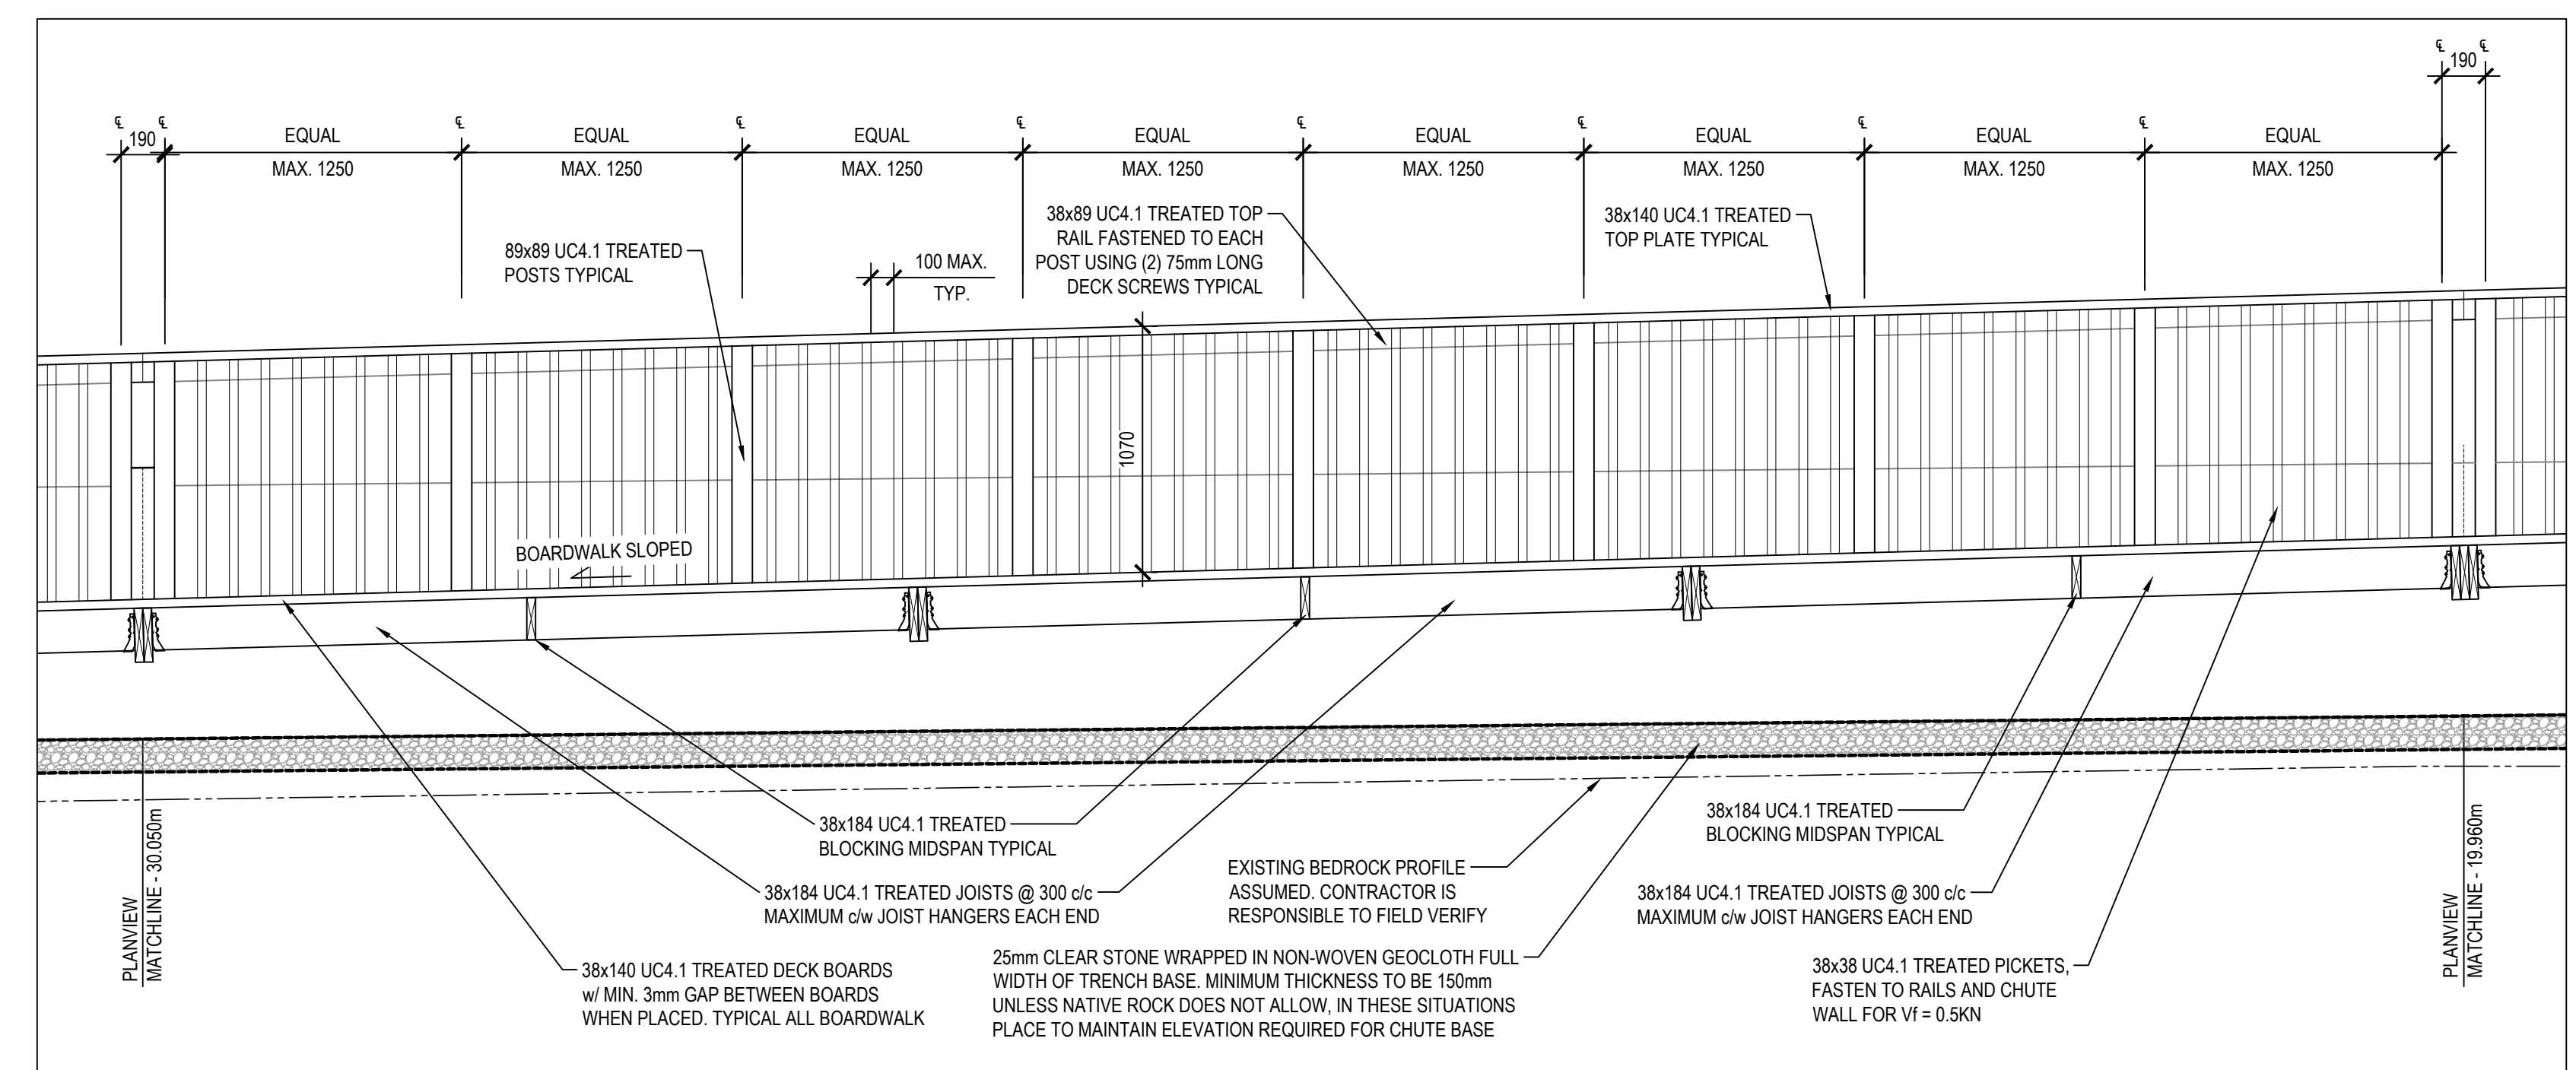 ℄ ℄
190
℄ ℄ ℄ ℄ ℄ ℄ ℄ ℄ ℄
190
EQUAL EQUAL EQUAL EQUAL EQUAL EQUAL EQUAL EQUAL
MAX. 1250 MAX. 1250 MAX. 1250 MAX. 1250 MAX. 1250 MAX. 1250 MAX. 1250 MAX. 1250
89x89 UC4.1 TREATED
POSTS TYPICAL
100 MAX.
TYP.
38x89 UC4.1 TREATED TOP
RAIL FASTENED TO EACH
POST USING (2) 75mm LONG
DECK SCREWS TYPICAL
38x140 UC4.1 TREATED
TOP PLATE TYPICAL
1070
BOARDWALK SLOPED
PLANVIEW
MATCHLINE - 30.050m
38x184 UC4.1 TREATED
BLOCKING MIDSPAN TYPICAL
38x184 UC4.1 TREATED JOISTS @ 300 c/c
MAXIMUM c/w JOIST HANGERS EACH END
38x140 UC4.1 TREATED DECK BOARDS
w/ MIN. 3mm GAP BETWEEN BOARDS
WHEN PLACED. TYPICAL ALL BOARDWALK
EXISTING BEDROCK PROFILE
ASSUMED. CONTRACTOR IS
RESPONSIBLE TO FIELD VERIFY
25mm CLEAR STONE WRAPPED IN NON-WOVEN GEOCLOTH FULL
WIDTH OF TRENCH BASE. MINIMUM THICKNESS TO BE 150mm
UNLESS NATIVE ROCK DOES NOT ALLOW, IN THESE SITUATIONS
PLACE TO MAINTAIN ELEVATION REQUIRED FOR CHUTE BASE
38x184 UC4.1 TREATED
BLOCKING MIDSPAN TYPICAL
38x184 UC4.1 TREATED JOISTS @ 300 c/c
MAXIMUM c/w JOIST HANGERS EACH END
38x38 UC4.1 TREATED PICKETS,
FASTEN TO RAILS AND CHUTE
WALL FOR Vf = 0.5KN
PLANVIEW
MATCHLINE - 19.960m